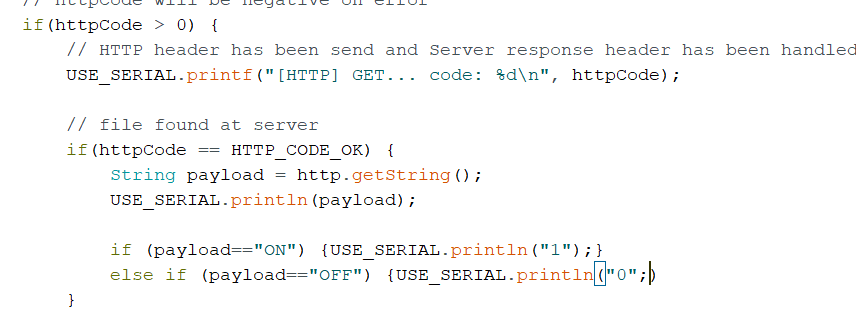 // httpCode will be negative on error
if(httpCode > 0) {
// HTTP header has been send and Server response header has been handled
USE_SERIAL.printf("[HTTP] GET... code: %d\n", httpCode);
// file found at server
if(httpCode == HTTP_CODE_OK) {
String payload = http.getString();
USE_SERIAL.println(payload);
if (payload=="ON") {USE_SERIAL.println("1");}
else if (payload=="OFF") {USE_SERIAL.println("0";)
}